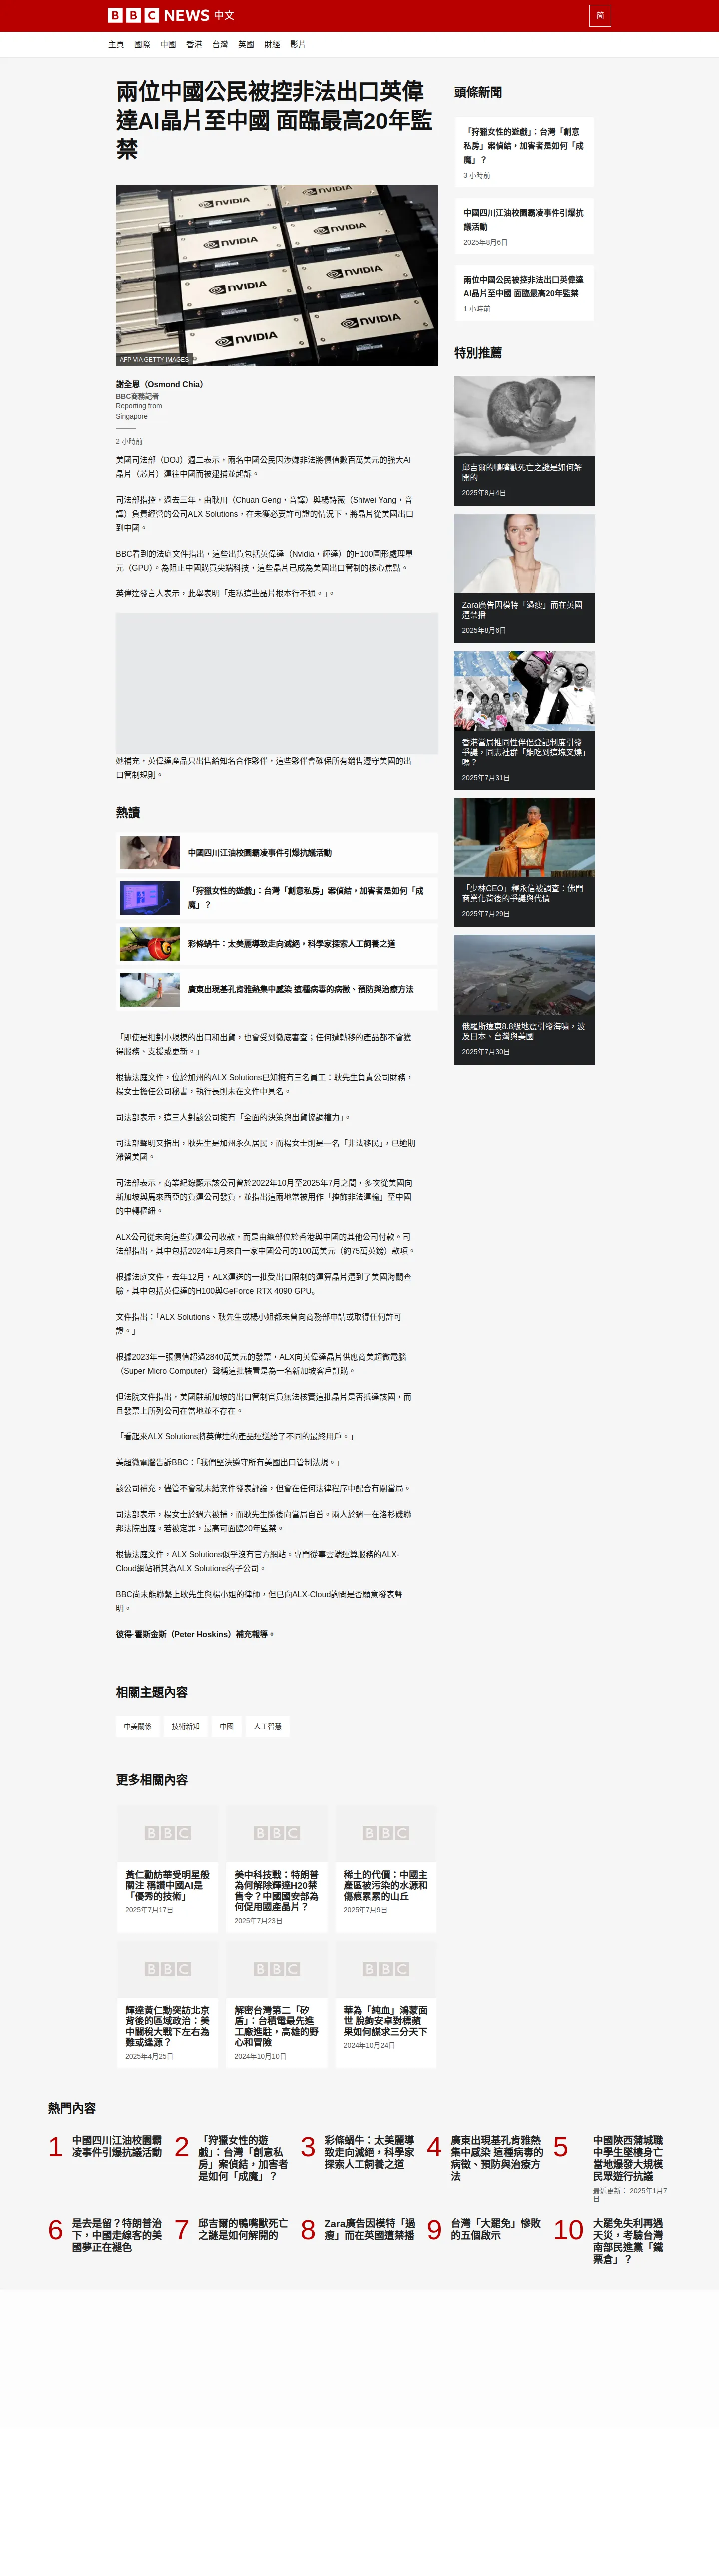 BBC NEWS 中文
简
主頁 國際 中國 香港 台灣 英國 財經 影片
兩位中國公民被控非法出口英偉
達AI晶片至中國 面臨最高20年監
禁
NVIDIA
AFP VIA GETTY IMAGES
謝全恩（Osmond Chia）
BBC商務記者
Reporting from
Singapore
2 小時前
美國司法部（DOJ）週二表示，兩名中國公民因涉嫌非法將價值數百萬美元的強大AI
晶片（芯片）運往中國而被逮捕並起訴。
司法部指控，過去三年，由耿川（Chuan Geng，音譯）與楊詩薇（Shiwei Yang，音
譯）負責經營的公司ALX Solutions，在未獲必要許可證的情況下，將晶片從美國出口
到中國。
BBC看到的法庭文件指出，這些出貨包括英偉達（Nvidia，輝達）的H100圖形處理單
元（GPU）。為阻止中國購買尖端科技，這些晶片已成為美國出口管制的核心焦點。
英偉達發言人表示，此舉表明「走私這些晶片根本行不通。」。
她補充，英偉達產品只出售給知名合作夥伴，這些夥伴會確保所有銷售遵守美國的出
口管制規則。
熱讀
中國四川江油校園霸凌事件引爆抗議活動
「狩獵女性的遊戲」：台灣「創意私房」案偵結，加害者是如何「成
魔」？
彩條蝸牛：太美麗導致走向滅絕，科學家探索人工飼養之道
廣東出現基孔肯雅熱集中感染 這種病毒的病徵、預防與治療方法
「即使是相對小規模的出口和出貨，也會受到徹底審查；任何遭轉移的產品都不會獲
得服務、支援或更新。」
根據法庭文件，位於加州的ALX Solutions已知擁有三名員工：耿先生負責公司財務，
楊女士擔任公司秘書，執行長則未在文件中具名。
司法部表示，這三人對該公司擁有「全面的決策與出貨協調權力」。
司法部聲明又指出，耿先生是加州永久居民，而楊女士則是一名「非法移民」，已逾期
滯留美國。
司法部表示，商業紀錄顯示該公司曾於2022年10月至2025年7月之間，多次從美國向
新加坡與馬來西亞的貨運公司發貨，並指出這兩地常被用作「掩飾非法運輸」至中國
的中轉樞紐。
ALX公司從未向這些貨運公司收款，而是由總部位於香港與中國的其他公司付款。司
法部指出，其中包括2024年1月來自一家中國公司的100萬美元（約75萬英鎊）款項。
根據法庭文件，去年12月，ALX運送的一批受出口限制的運算晶片遭到了美國海關查
驗，其中包括英偉達的H100與GeForce RTX 4090 GPU。
文件指出：「ALX Solutions、耿先生或楊小姐都未曾向商務部申請或取得任何許可
證。」
根據2023年一張價值超過2840萬美元的發票，ALX向英偉達晶片供應商美超微電腦
（Super Micro Computer）聲稱這批裝置是為一名新加坡客戶訂購。
但法院文件指出，美國駐新加坡的出口管制官員無法核實這批晶片是否抵達該國，而
且發票上所列公司在當地並不存在。
「看起來ALX Solutions將英偉達的產品運送給了不同的最終用戶。」
美超微電腦告訴BBC：「我們堅決遵守所有美國出口管制法規。」
該公司補充，儘管不會就未結案件發表評論，但會在任何法律程序中配合有關當局。
司法部表示，楊女士於週六被捕，而耿先生隨後向當局自首。兩人於週一在洛杉磯聯
邦法院出庭。若被定罪，最高可面臨20年監禁。
根據法庭文件，ALX Solutions似乎沒有官方網站。專門從事雲端運算服務的ALX-
Cloud網站稱其為ALX Solutions的子公司。
BBC尚未能聯繫上耿先生與楊小姐的律師，但已向ALX-Cloud詢問是否願意發表聲
明。
彼得·霍斯金斯（Peter Hoskins）補充報導。
相關主題內容
中美關係 技術新知 中國 人工智慧
更多相關內容
黃仁勳訪華受明星般
關注 稱讚中國AI是
「優秀的技術」
2025年7月17日
美中科技戰：特朗普
為何解除輝達H20禁
售令？中國國安部為
何促用國產晶片？
2025年7月23日
稀土的代價：中國主
產區被污染的水源和
傷痕累累的山丘
2025年7月9日
輝達黃仁勳突訪北京
背後的區域政治：美
中關稅大戰下左右為
難或逢源？
2025年4月25日
解密台灣第二「矽
盾」：台積電最先進
工廠進駐，高雄的野
心和冒險
2024年10月10日
華為「純血」鴻蒙面
世 脫鉤安卓對標蘋
果如何謀求三分天下
2024年10月24日
頭條新聞
「狩獵女性的遊戲」：台灣「創意
私房」案偵結，加害者是如何「成
魔」？
3 小時前
中國四川江油校園霸凌事件引爆抗
議活動
2025年8月6日
兩位中國公民被控非法出口英偉達
AI晶片至中國 面臨最高20年監禁
1 小時前
特別推薦
邱吉爾的鴨嘴獸死亡之謎是如何解
開的
2025年8月4日
Zara廣告因模特「過瘦」而在英國
遭禁播
2025年8月6日
香港當局推同性伴侶登記制度引發
爭議，同志社群「能吃到這塊叉燒」
嗎？
2025年7月31日
「少林CEO」釋永信被調查：佛門
商業化背後的爭議與代價
2025年7月29日
俄羅斯遠東8.8級地震引發海嘯，波
及日本、台灣與美國
2025年7月30日
熱門內容
1 中國四川江油校園霸
凌事件引爆抗議活動
2 「狩獵女性的遊
戲」：台灣「創意私
房」案偵結，加害者
是如何「成魔」？
3 彩條蝸牛：太美麗導
致走向滅絕，科學家
探索人工飼養之道
4 廣東出現基孔肯雅熱
集中感染 這種病毒的
病徵、預防與治療方
法
5 中國陝西蒲城職
中學生墜樓身亡
當地爆發大規模
民眾遊行抗議
最近更新： 2025年1月7
日
6 是去是留？特朗普治
下，中國走線客的美
國夢正在褪色
7 邱吉爾的鴨嘴獸死亡
之謎是如何解開的
8 Zara廣告因模特「過
瘦」而在英國遭禁播
9 台灣「大罷免」慘敗
的五個啟示
10 大罷免失利再遇
天災，考驗台灣
南部民進黨「鐵
票倉」？